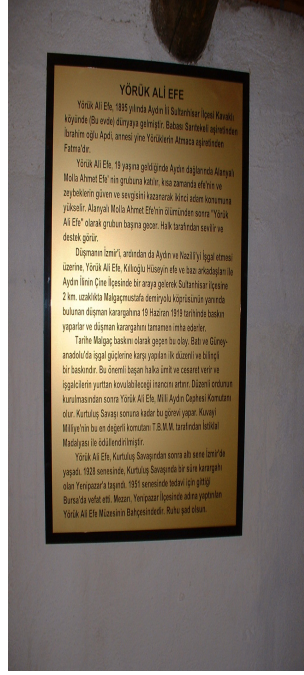 YÖRÜK ALİ EFE
Yörük Ali Efe, 1895 yılında Aydın İli Sultanhisar İlçesi Kavaklı
köyünde (Bu evde) dünyaya gelmiştir. Babası Sarıtekeli aşiretinden
İbrahim oğlu Apdi, annesi yine Yörüklerin Atmaca aşiretinden
Fatma'dır.
Yörük Ali Efe, 19 yaşına geldiğinde Aydın dağlarında Alanyalı
Molla Ahmet Efe' nin grubuna katılır, kısa zamanda efe'nin ve
zeybeklerin güven ve sevgisini kazanarak ikinci adam konumuna
yükselir. Alanyalı Molla Ahmet Efe'nin ölümünden sonra "Yörük
Ali Efe" olarak grubun başına geçer. Halk tarafından sevilir ve
destek görür.
Düşmanın İzmir'i, ardından da Aydın ve Nazilli'yi İşgal etmesi
üzerine, Yörük Ali Efe, Kıllıoğlu Hüseyin efe ve bazı arkadaşları ile
Aydın İlinin Çine İlçesinde bir araya gelerek Sultanhisar ilçesine
2 km. uzaklıkta Malgaçmustafa demiryolu köprüsünün yanında
bulunan düşman karargahına 19 Haziran 1919 tarihinde baskın
yaparlar ve düşman karargahını tamamen imha ederler.
Tarihe Malgaç baskını olarak geçen bu olay. Batı ve Güney-
anadolu'da işgal güçlerine karşı yapılan ilk düzenli ve bilinçli
bir baskındır. Bu önemli başarı halka ümit ve cesaret verir ve
işgalcilerin yurttan kovulabileceği inancını artırır. Düzenli ordunun
kurulmasından sonra Yörük Ali Efe, Milli Aydın Cephesi Komutanı
olur. Kurtuluş Savaşı sonuna kadar bu görevi yapar. Kuvayi
Milliye'nin bu en değerli komutanı T.B.M.M. tarafından İstiklal
Madalyası ile ödüllendirilmiştir.
Yörük Ali Efe, Kurtuluş Savaşından sonra altı sene İzmir'de
yaşadı. 1928 senesinde, Kurtuluş Savaşında bir süre karargahı
olan Yenipazar'a taşındı. 1951 senesinde tedavi için gittiği
Bursa'da vefat etti. Mezarı, Yenipazar İlçesinde adına yaptırılan
Yörük Ali Efe Müzesinin Bahçesindedir. Ruhu şad olsun.